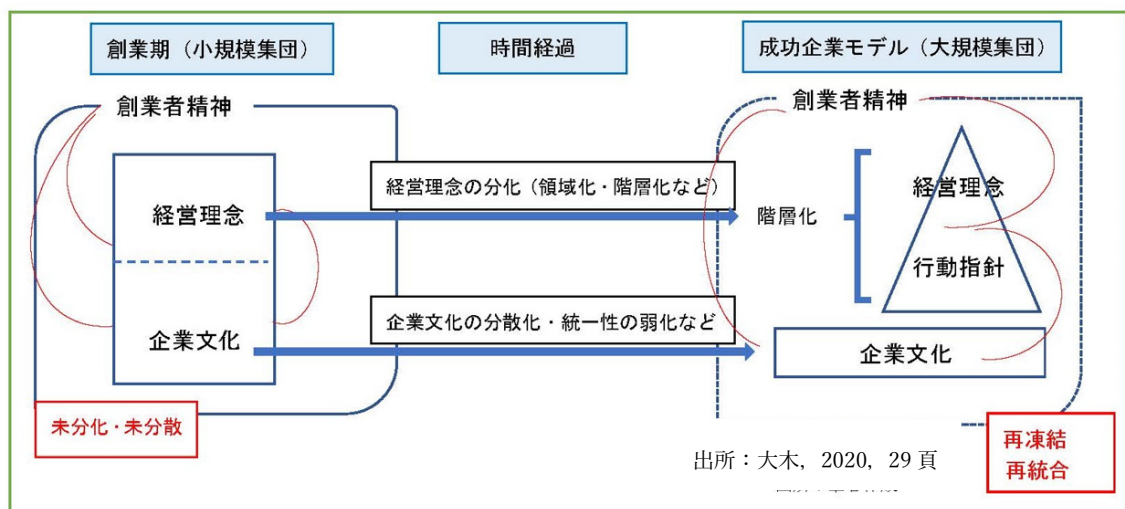 創業期（小規模集団）
時間経過
成功企業モデル（大規模集団）
創業者精神
経営理念
企業文化
未分化・未分散
経営理念の分化（領域化・階層化など）
企業文化の分散化・統一性の弱化など
創業者精神
階層化
経営理念
行動指針
企業文化
再凍結
再統合
出所：大木, 2020, 29 頁